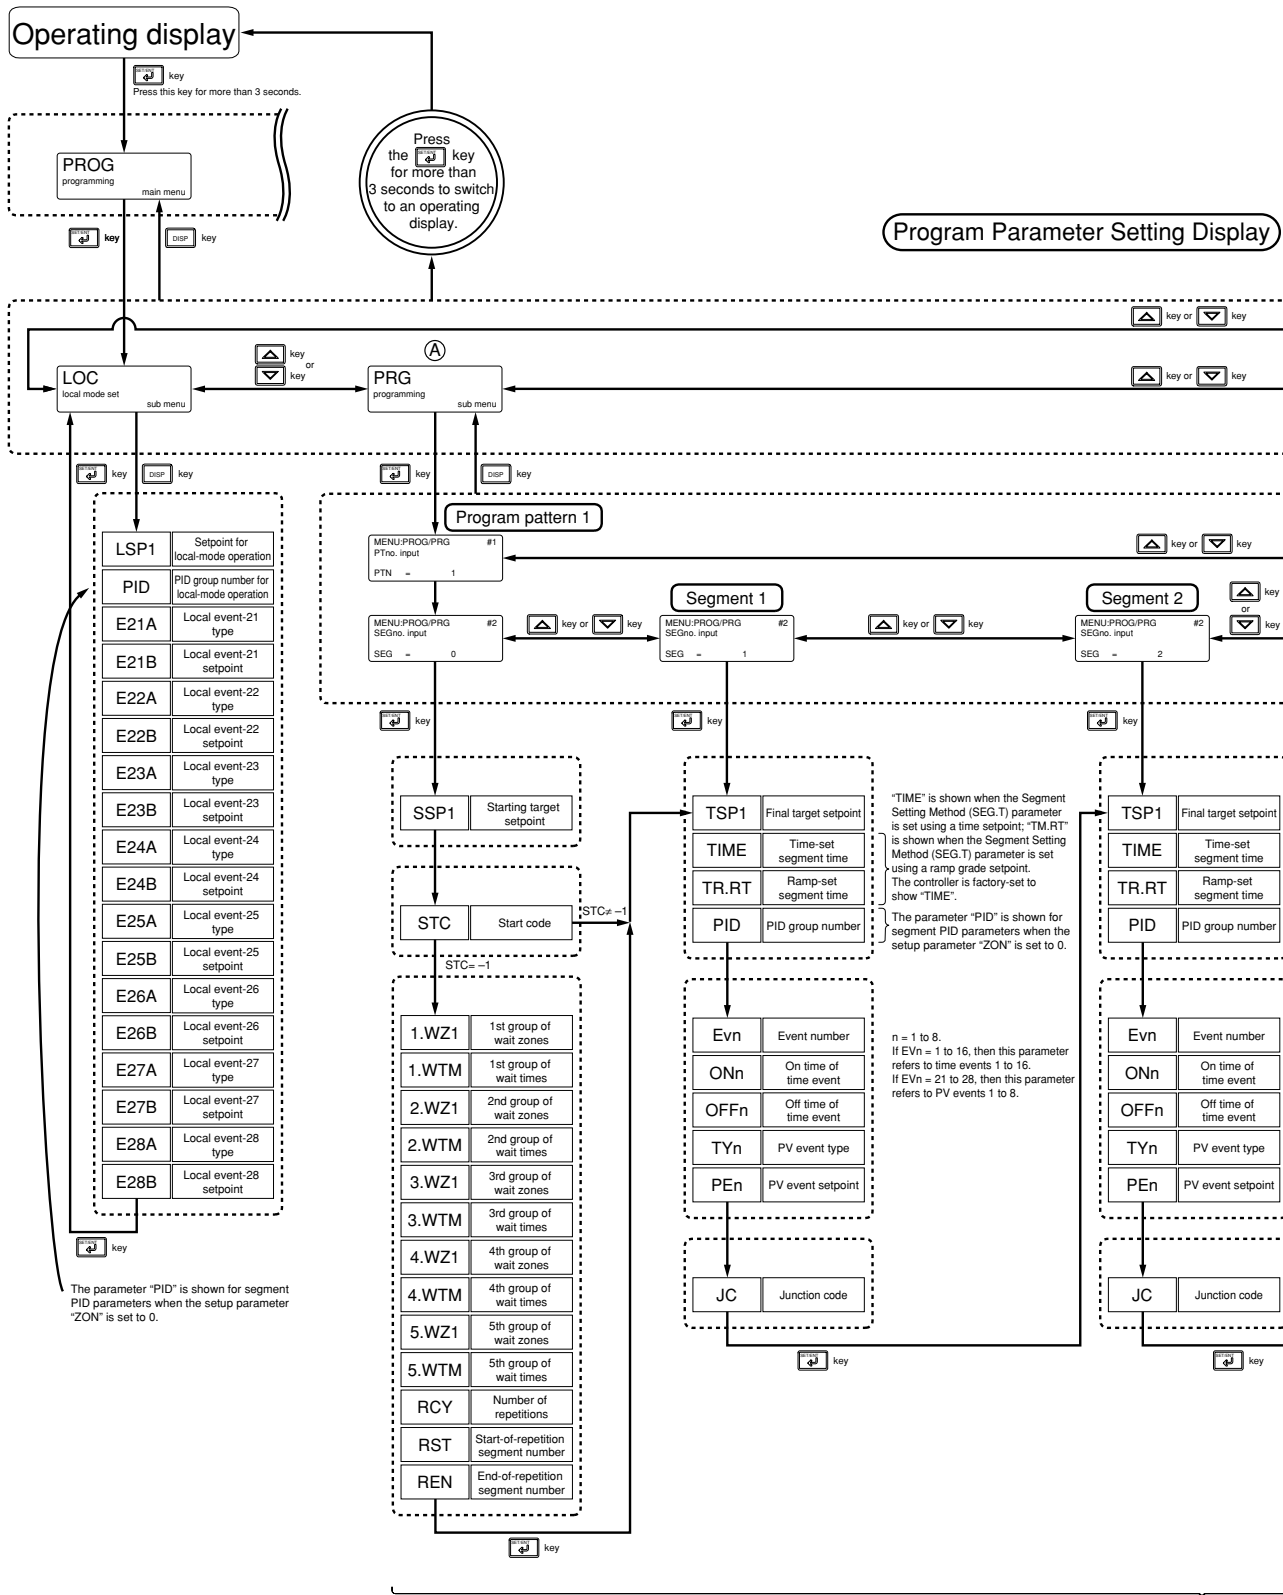 Operating display
SET/ENT
key
Press this key for more than 3 seconds.
PROG
programming
main menu
Press
the SET/ENT key
for more than
3 seconds to switch
to an operating
display.
SET/ENT
key
DISP key
Program Parameter Setting Display
key or key
LOC
local mode set
sub menu
key
or
key
A
PRG
programming
sub menu
key or key
SET/ENT
key
DISP key
SET/ENT
key
DISP key
Program pattern 1
MENU:PROG/PRG #1
PTno. input
PTN = 1
key or key
MENU:PROG/PRG #2
SEGno. input
SEG = 0
key or key
Segment 1
MENU:PROG/PRG #2
SEGno. input
SEG = 1
key or key
Segment 2
MENU:PROG/PRG #2
SEGno. input
SEG = 2
key
or
key
LSP1 Setpoint for
local-mode operation
PID PID group number for
local-mode operation
E21A Local event-21
type
E21B Local event-21
setpoint
E22A Local event-22
type
E22B Local event-22
setpoint
E23A Local event-23
type
E23B Local event-23
setpoint
E24A Local event-24
type
E24B Local event-24
setpoint
E25A Local event-25
type
E25B Local event-25
setpoint
E26A Local event-26
type
E26B Local event-26
setpoint
E27A Local event-27
type
E27B Local event-27
setpoint
E28A Local event-28
type
E28B Local event-28
setpoint
SET/ENT
key
The parameter “PID” is shown for segment
PID parameters when the setup parameter
“ZON” is set to 0.
SET/ENT
key
SSP1 Starting target
setpoint
STC Start code
STC≠ –1
STC= –1
1.WZ1 1st group of
wait zones
1.WTM 1st group of
wait times
2.WZ1 2nd group of
wait zones
2.WTM 2nd group of
wait times
3.WZ1 3rd group of
wait zones
3.WTM 3rd group of
wait times
4.WZ1 4th group of
wait zones
4.WTM 4th group of
wait times
5.WZ1 5th group of
wait zones
5.WTM 5th group of
wait times
RCY Number of
repetitions
RST Start-of-repetition
segment number
REN End-of-repetition
segment number
SET/ENT
key
SET/ENT
key
TSP1 Final target setpoint
TIME Time-set
segment time
TR.RT Ramp-set
segment time
PID PID group number
“TIME” is shown when the Segment
Setting Method (SEG.T) parameter
is set using a time setpoint; “TM.RT”
is shown when the Segment Setting
Method (SEG.T) parameter is set
using a ramp grade setpoint.
The controller is factory-set to
show “TIME”.
The parameter “PID” is shown for
segment PID parameters when the
setup parameter “ZON” is set to 0.
Evn Event number
ONn On time of
time event
OFFn Off time of
time event
TYn PV event type
PEn PV event setpoint
n = 1 to 8.
If EVn = 1 to 16, then this parameter
refers to time events 1 to 16.
If EVn = 21 to 28, then this parameter
refers to PV events 1 to 8.
JC Junction code
SET/ENT
key
SET/ENT
key
TSP1 Final target setpoint
TIME Time-set
segment time
TR.RT Ramp-set
segment time
PID PID group number
Evn Event number
ONn On time of
time event
OFFn Off time of
time event
TYn PV event type
PEn PV event setpoint
JC Junction code
SET/ENT
key